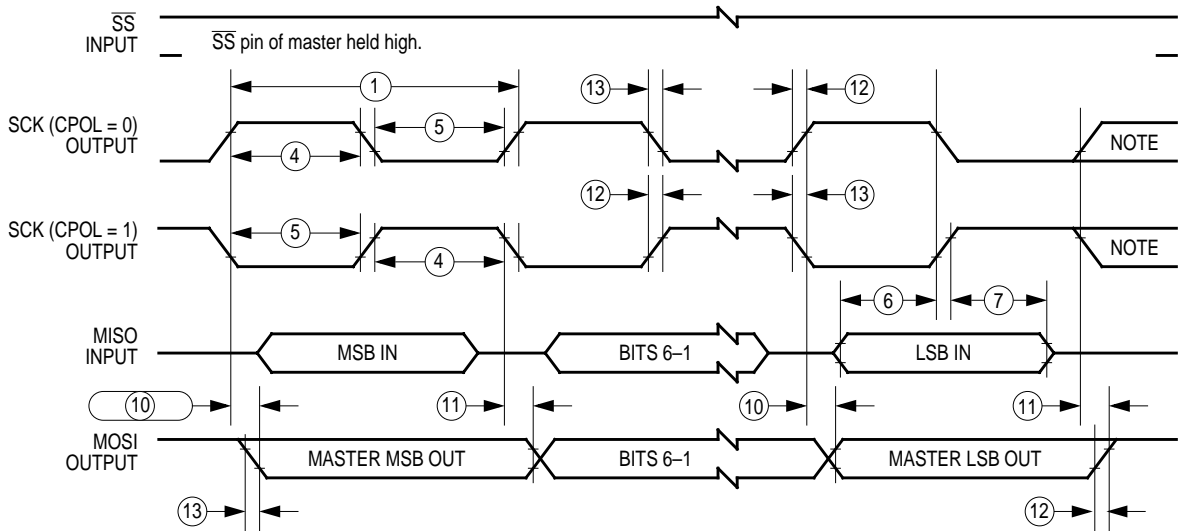 SS
INPUT
SS pin of master held high.
1
13
12
SCK (CPOL = 0)
OUTPUT
5
NOTE
4
12
13
SCK (CPOL = 1)
OUTPUT
5
NOTE
4
6
7
MISO
INPUT
MSB IN
BITS 6–1
LSB IN
10
11
10
11
MOSI
OUTPUT
MASTER MSB OUT
BITS 6–1
MASTER LSB OUT
13
12